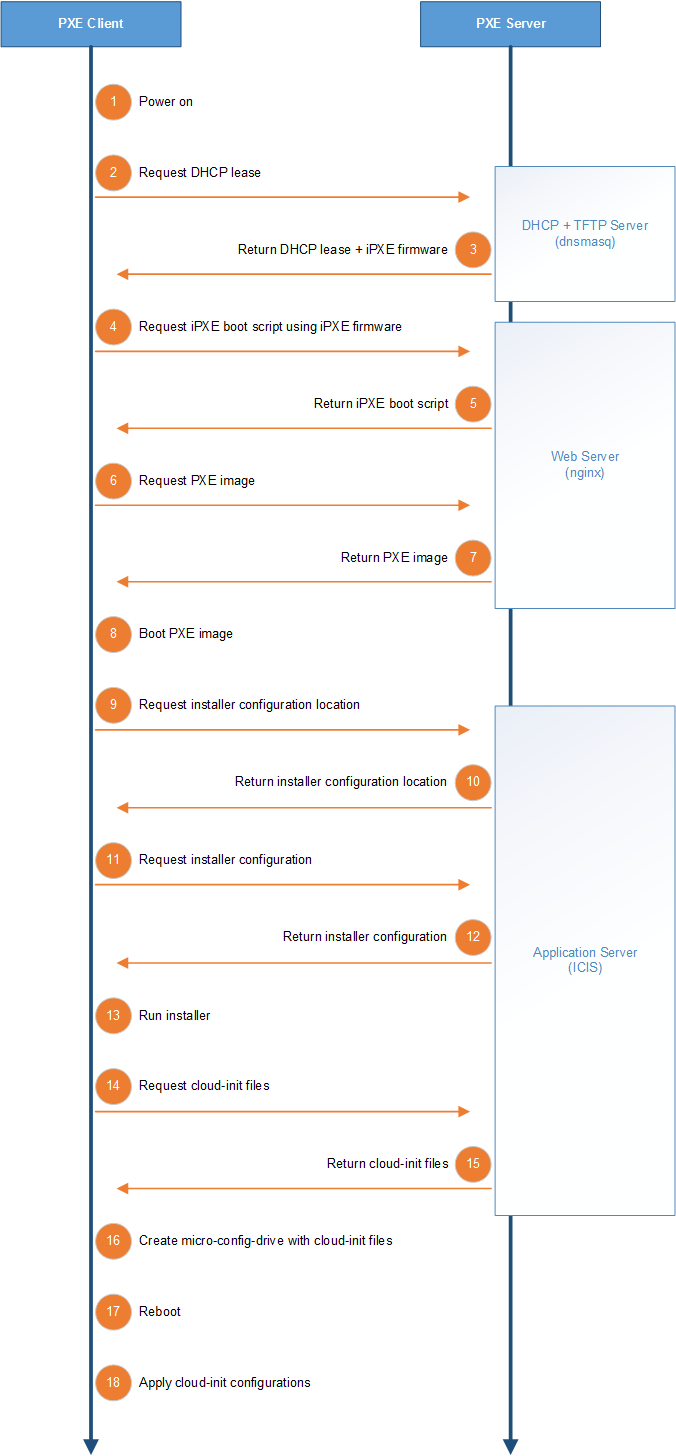 PXE Client
PXE Server
1
Power on
2
Request DHCP lease
DHCP + TFTP Server
(dnsmasq)
Return DHCP lease + iPXE firmware
3
4
Request iPXE boot script using iPXE firmware
Return iPXE boot script
5
Web Server
(nginx)
6
Request PXE image
Return PXE image
7
8
Boot PXE image
9
Request installer configuration location
Return installer configuration location
10
11
Request installer configuration
Return installer configuration
12
Application Server
(ICIS)
13
Run installer
14
Request cloud-init files
Return cloud-init files
15
16
Create micro-config-drive with cloud-init files
17
Reboot
18
Apply cloud-init configurations